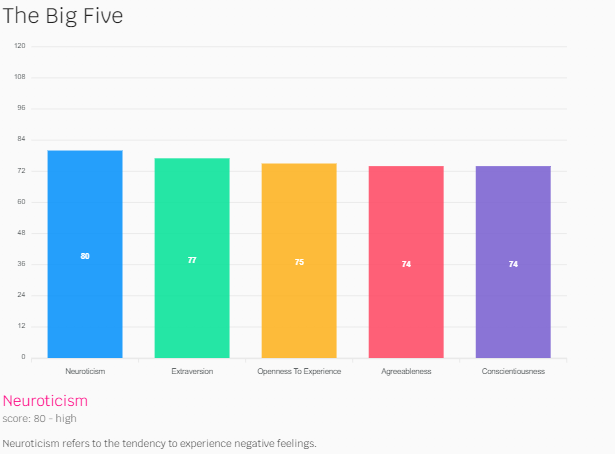 The Big Five
120
108
96
84
72
60
48
36
24
12
0
80
77
75
74
74
Neuroticism
Extraversion
Openness To Experience
Agreeableness
Conscientiousness
Neuroticism
score: 80 - high
Neuroticism refers to the tendency to experience negative feelings.